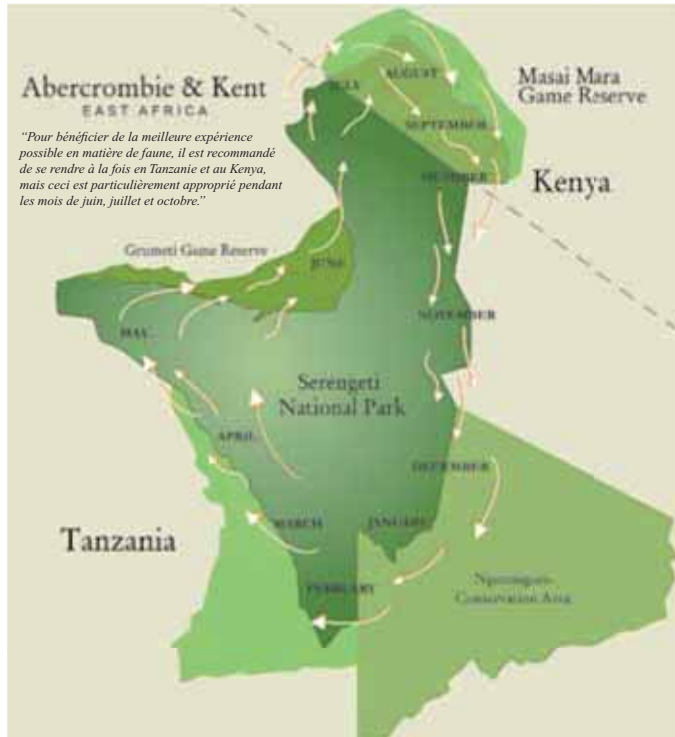 Abercrombie & Kent
EAST AFRICA
“Pour bénéficier de la meilleure expérience
possible en matière de faune, il est recommandé
de se rendre à la fois en Tanzanie et au Kenya,
mais ceci est particulièrement approprié pendant
les mois de juin, juillet et octobre.”
JULY
AUGUST
Masai Mara
Game Reserve
SEPTEMBER
OCTOBER
Kenya
Grumeti Game Reserve
JUNE
MAY
NOVEMBER
Serengeti
National Park
APRIL
DECEMBER
Tanzania
MARCH
JANUARY
FEBRUARY
Ngorongoro
Conservation Area